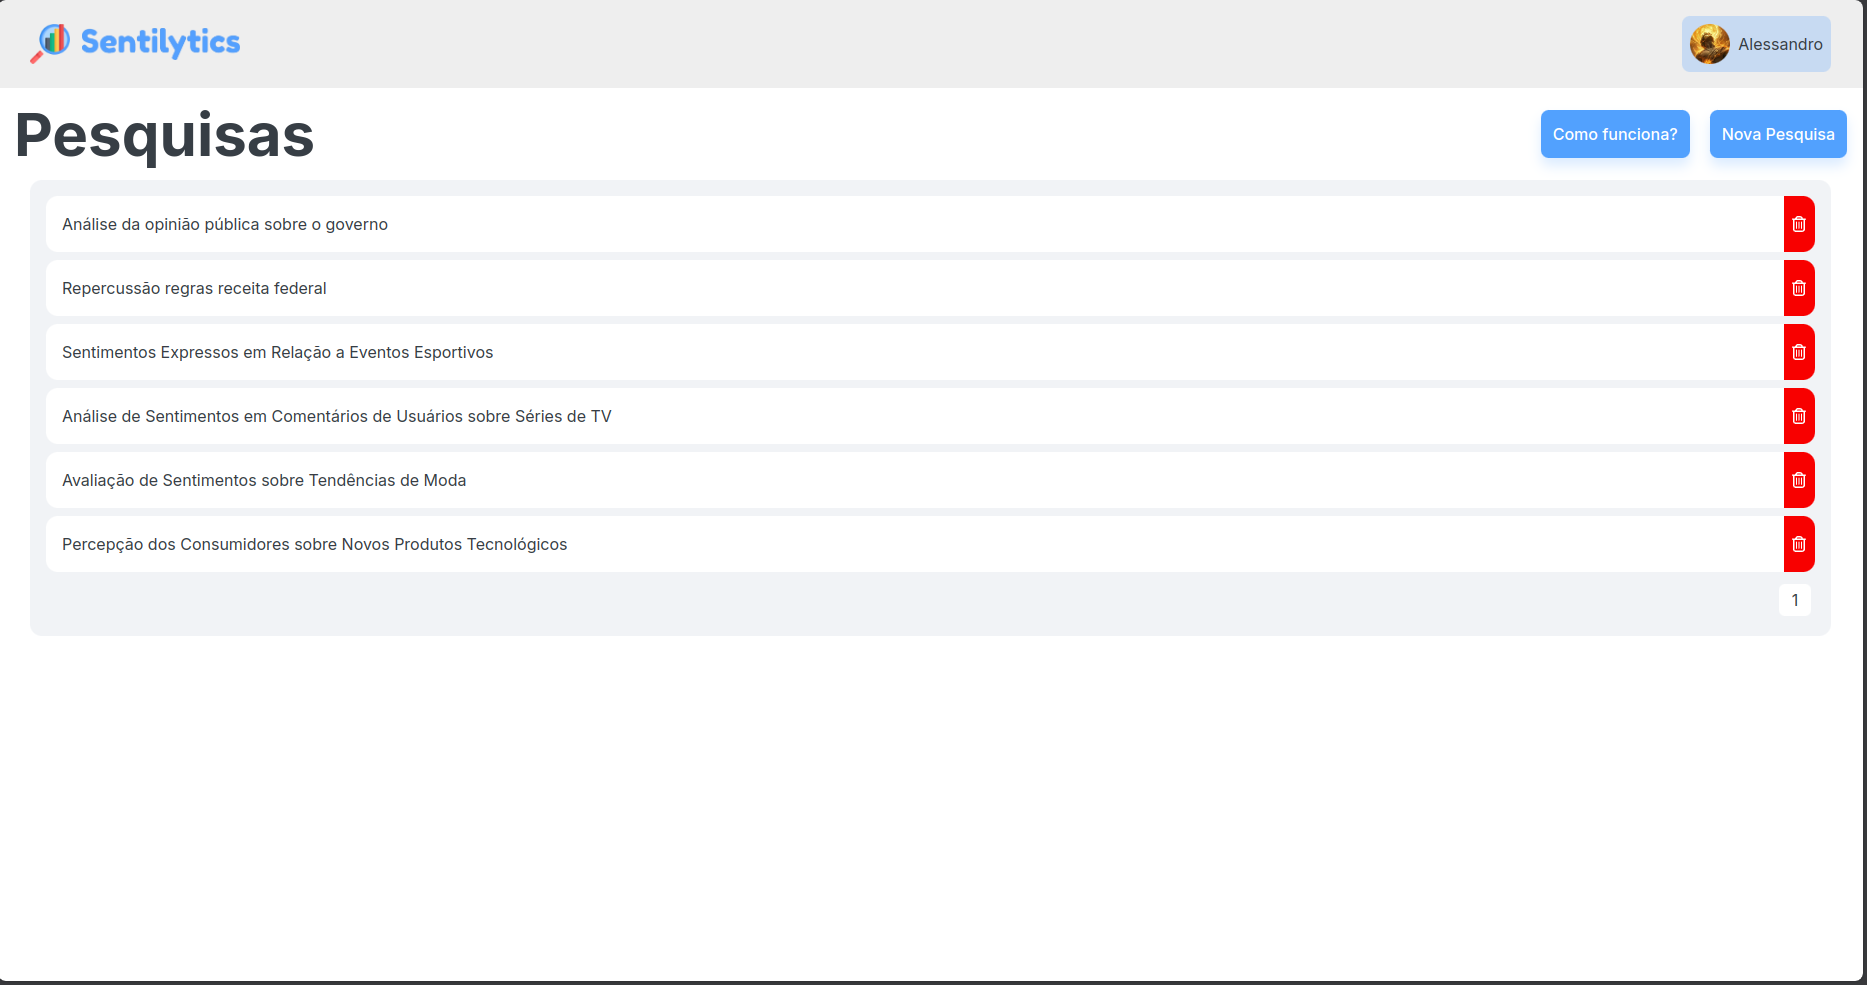 Sentilytics
Alessandro
Pesquisas
Como funciona?
Nova Pesquisa
Análise da opinião pública sobre o governo
Repercussão regras receita federal
Sentimentos Expressos em Relação a Eventos Esportivos
Análise de Sentimentos em Comentários de Usuários sobre Séries de TV
Avaliação de Sentimentos sobre Tendências de Moda
Percepção dos Consumidores sobre Novos Produtos Tecnológicos
1